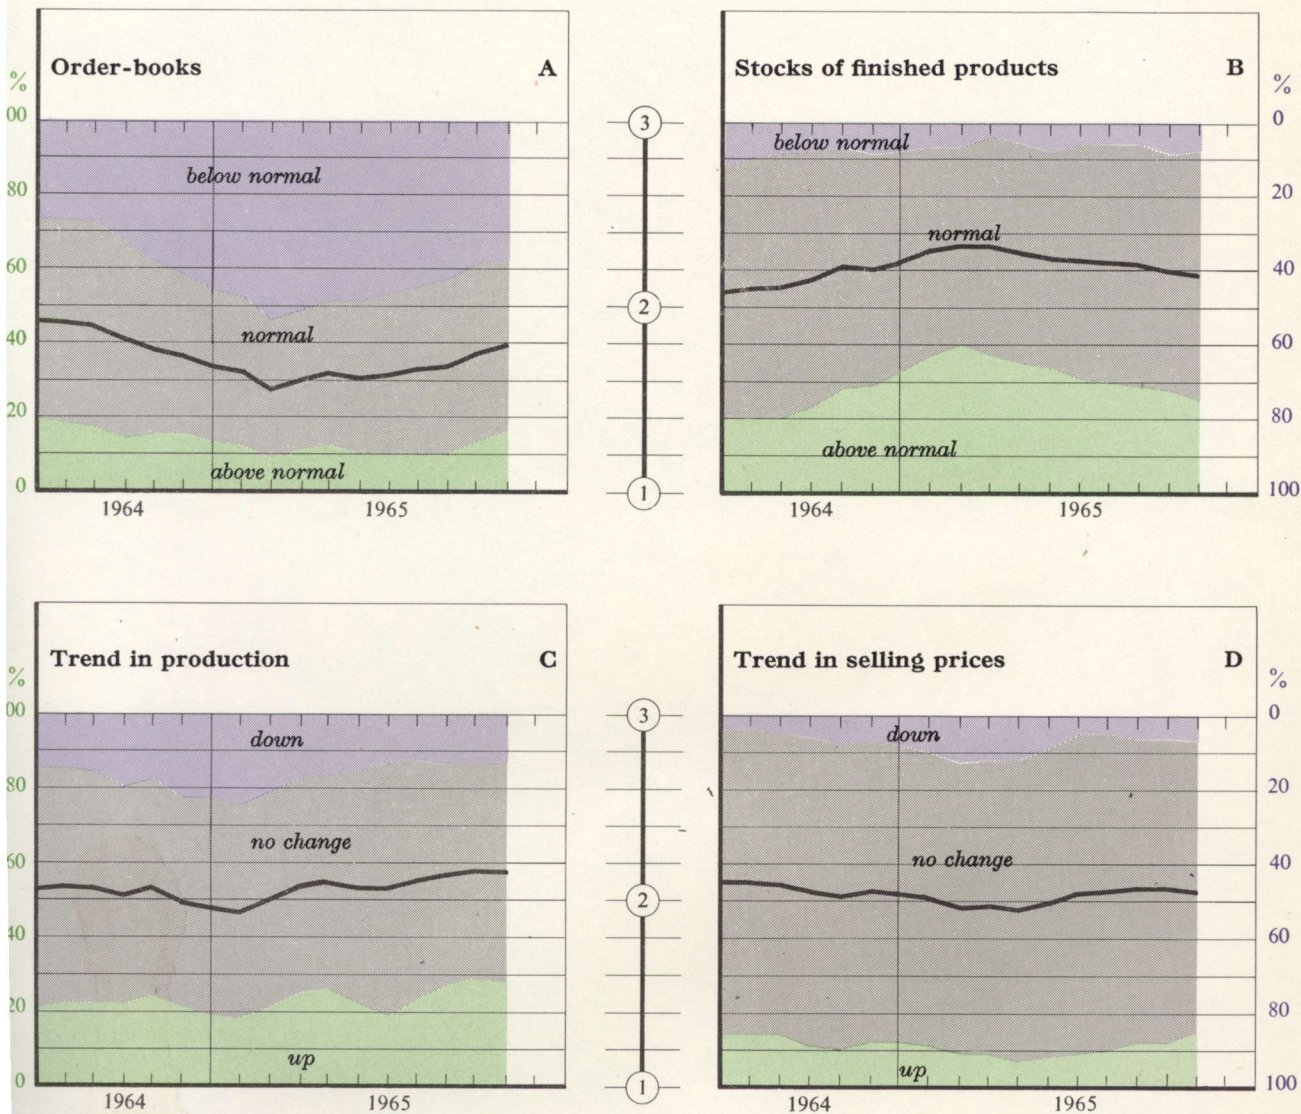 Order-books A
%
00
below normal
80
60
normal
40
20
above normal
0
1964 1965
3
2
1
Stocks of finished products B
%
0
below normal
20
normal
40
60
80
above normal
100
1964 1965
Trend in production C
%
00
down
80
no change
60
40
20
up
0
1964 1965
3
2
1
Trend in selling prices D
%
0
down
20
no change
40
60
80
up
100
1964 1965